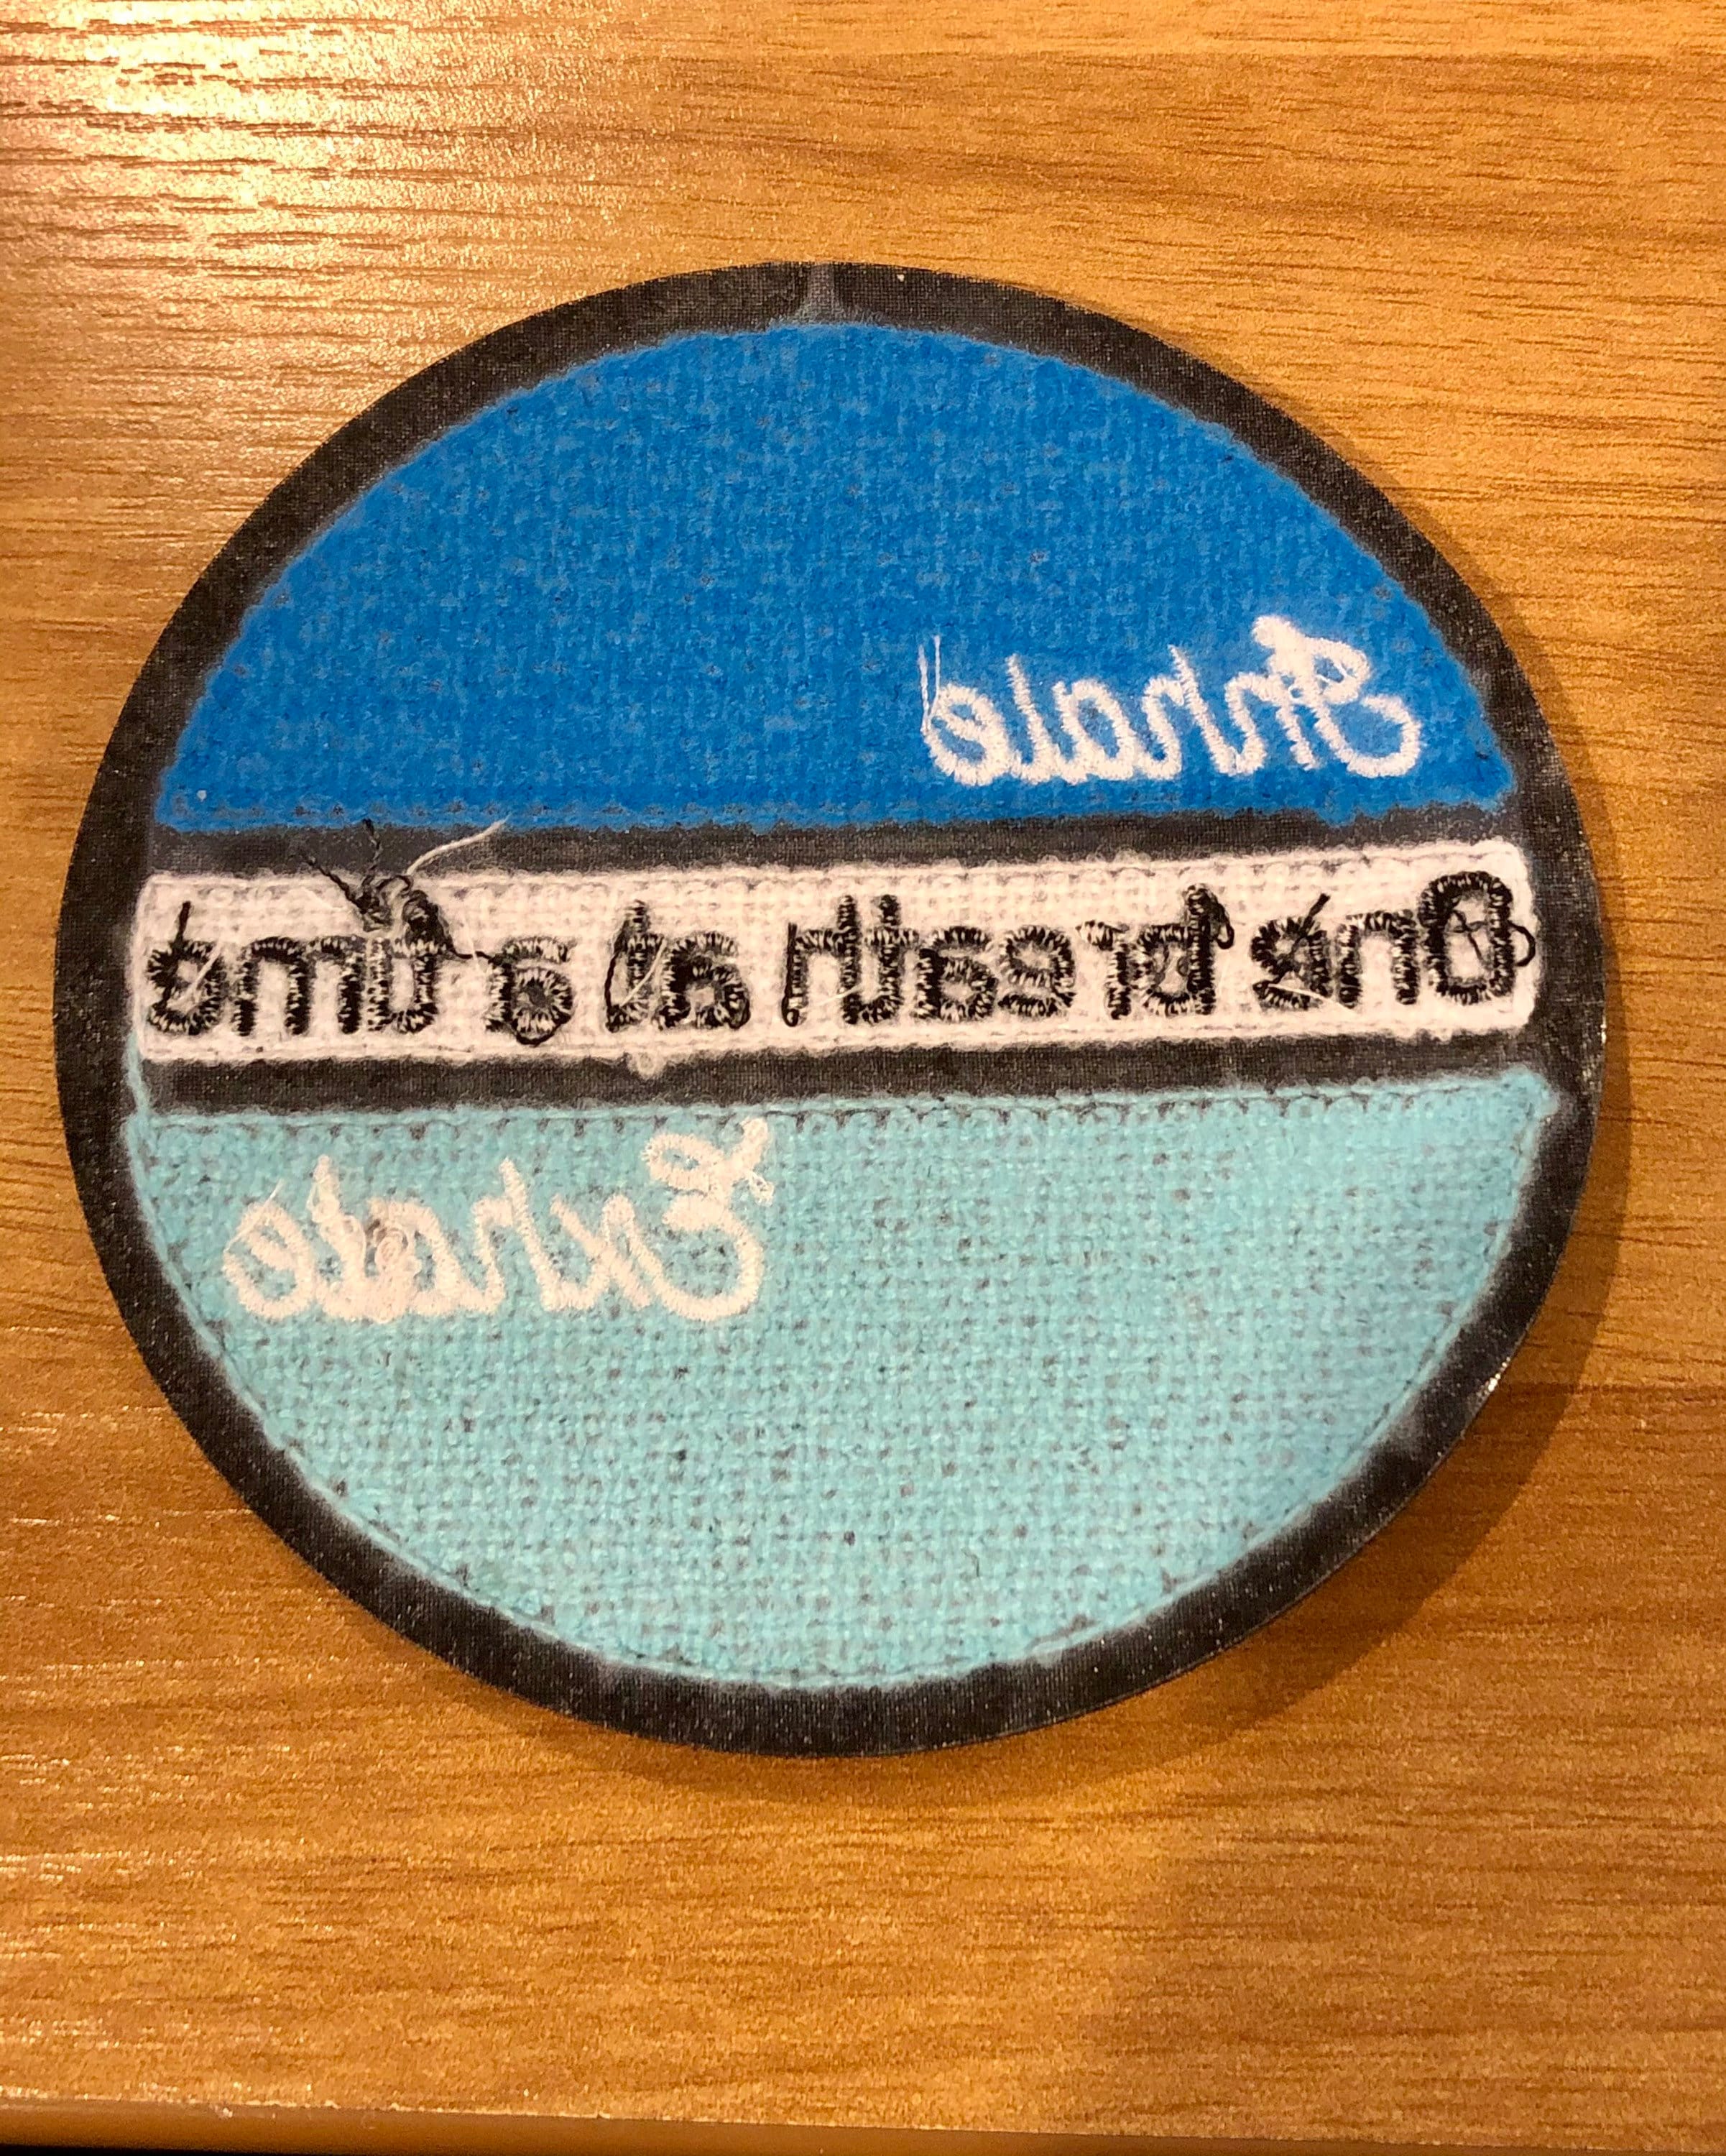 Inhale
One breath at a time
Exhale